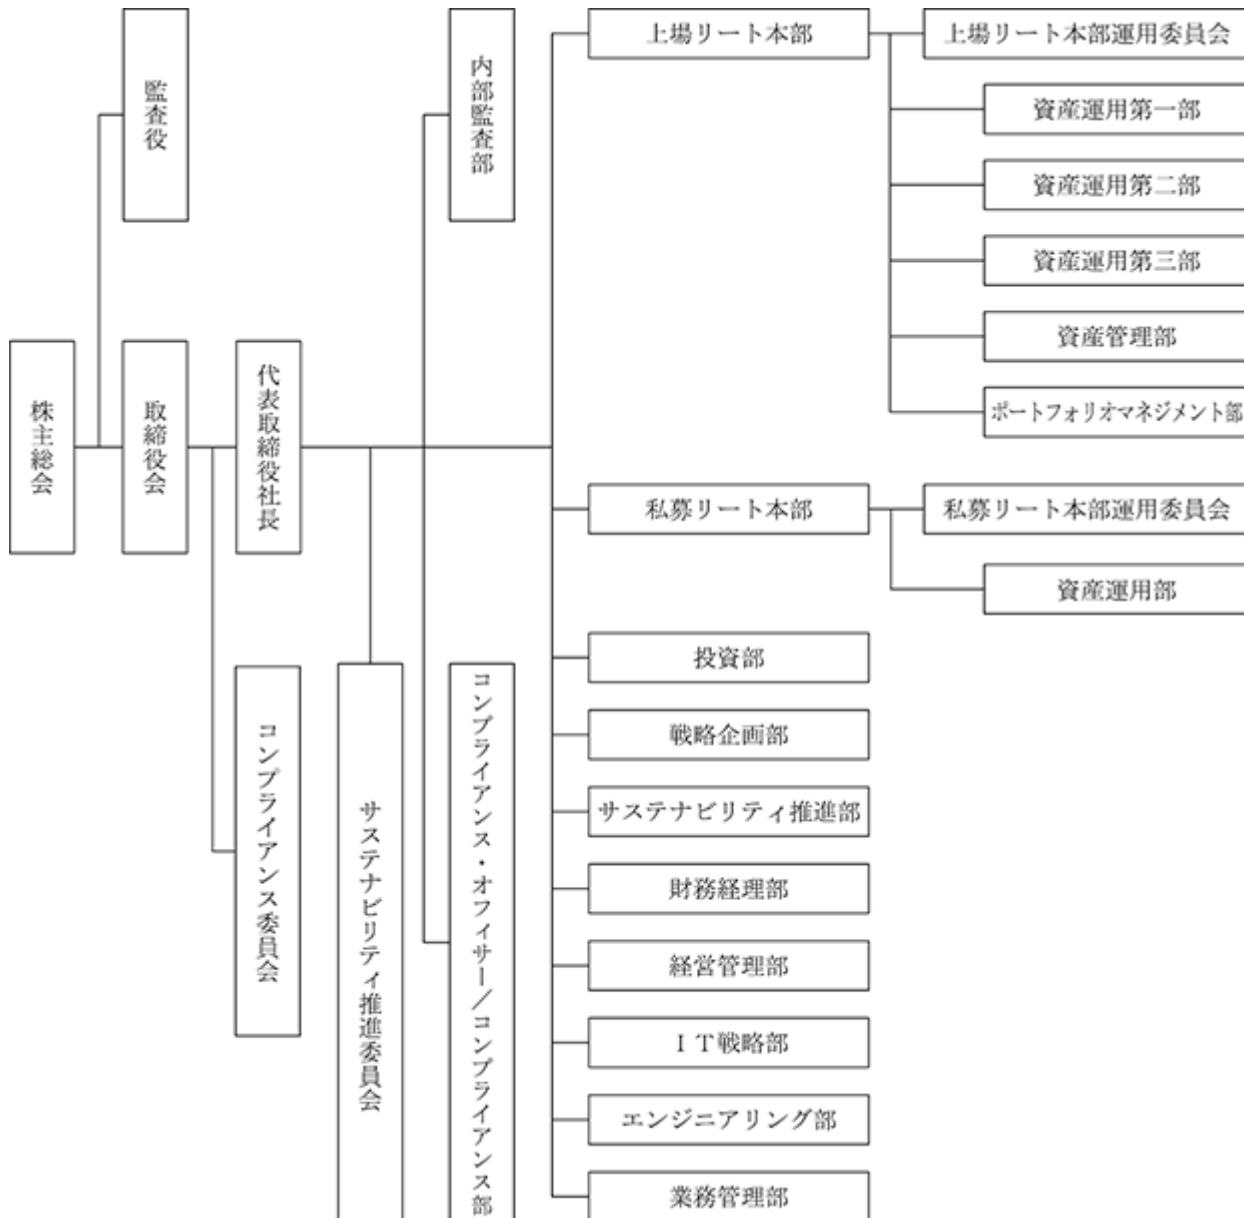 株主総会
監査役
取締役会
代表取締役社長
コンプライアンス委員会
サステナビリティ推進委員会
内部監査部
コンプライアンス・オフィサー／コンプライアンス部
上場リート本部
上場リート本部運用委員会
資産運用第一部
資産運用第二部
資産運用第三部
資産管理部
ポートフォリオマネジメント部
私募リート本部
私募リート本部運用委員会
資産運用部
投資部
戦略企画部
サステナビリティ推進部
財務経理部
経営管理部
ＩＴ戦略部
エンジニアリング部
業務管理部